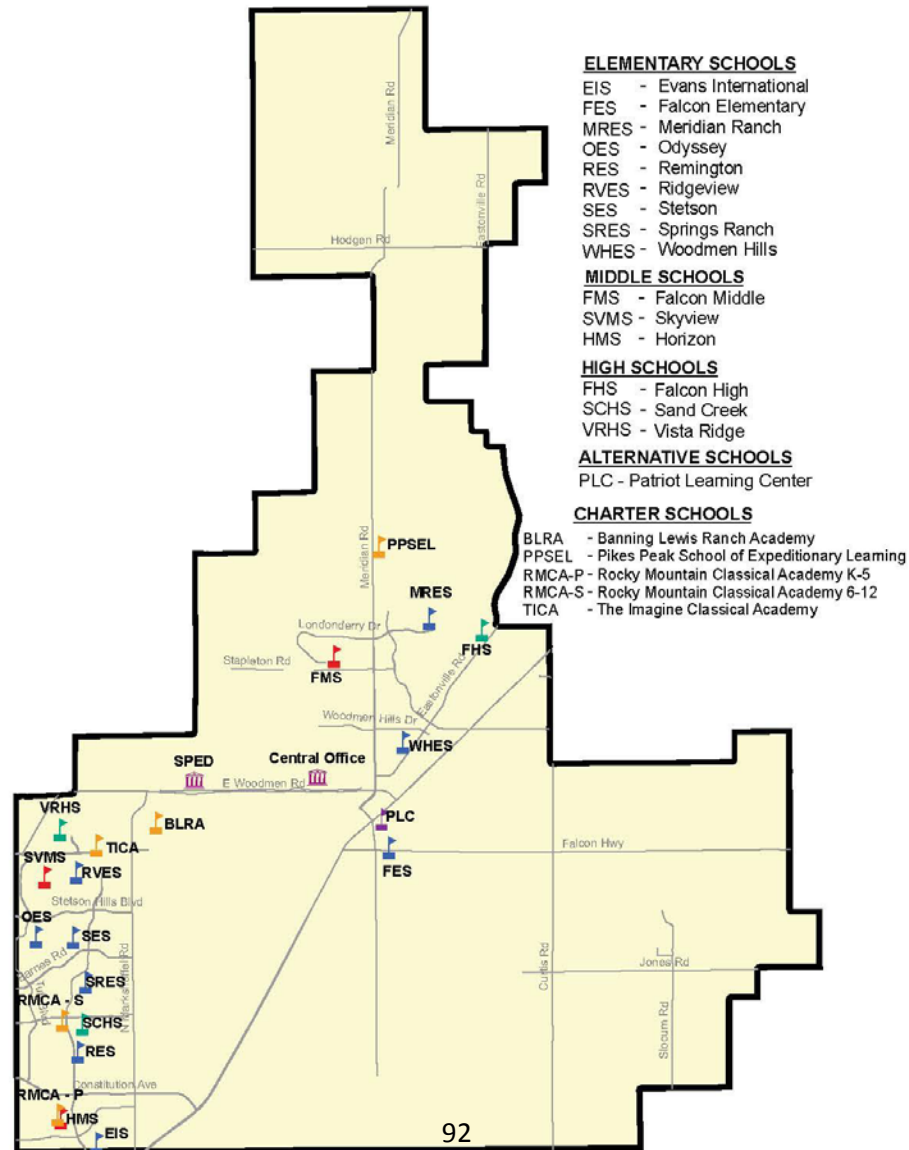 ELEMENTARY SCHOOLS
EIS - Evans International
FES - Falcon Elementary
MRES - Meridian Ranch
OES - Odyssey
RES - Remington
RVES - Ridgeview
SES - Stetson
SRES - Springs Ranch
WHES - Woodmen Hills
MIDDLE SCHOOLS
FMS - Falcon Middle
SVMS - Skyview
HMS - Horizon
HIGH SCHOOLS
FHS - Falcon High
SCHS - Sand Creek
VRHS - Vista Ridge
ALTERNATIVE SCHOOLS
PLC - Patriot Learning Center
CHARTER SCHOOLS
BLRA - Banning Lewis Ranch Academy
PPSEL - Pikes Peak School of Expeditionary Learning
RMCA-P - Rocky Mountain Classical Academy K-5
RMCA-S - Rocky Mountain Classical Academy 6-12
TICA - The Imagine Classical Academy
Meridian Rd
Eastonville Rd
Hodgen Rd
Meridian Rd
PPSEL
MRES
Londonderry Dr
FHS
Stapleton Rd
FMS
Eastonville Rd
Woodmen Hills Dr
WHES
SPED
Central Office
E Woodmen Rd
VRHS
BLRA
PLC
TICA
Falcon Hwy
SVMS
RVES
FES
Stetson Hills Blvd
OES
SES
Barnes Rd
N Marksheffel Rd
Curtis Rd
Jones Rd
Slocum Rd
SRES
RMCA - S
SCHS
RES
Constitution Ave
RMCA - P
HMS
EIS
92